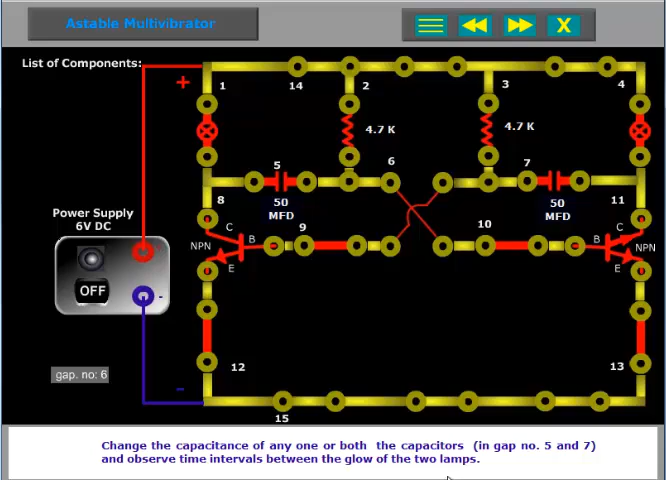 Astable Multivibrator
X
List of Components:
+
1
14
2
3
4
4.7 K
4.7 K
5
6
7
50
MFD
50
MFD
8
9
10
11
Power Supply
6V DC
C
NPN
B
E
C
B
NPN
E
OFF
-
12
13
gap. no: 6
-
15
Change the capacitance of any one or both the capacitors (in gap no. 5 and 7)
and observe time intervals between the glow of the two lamps.